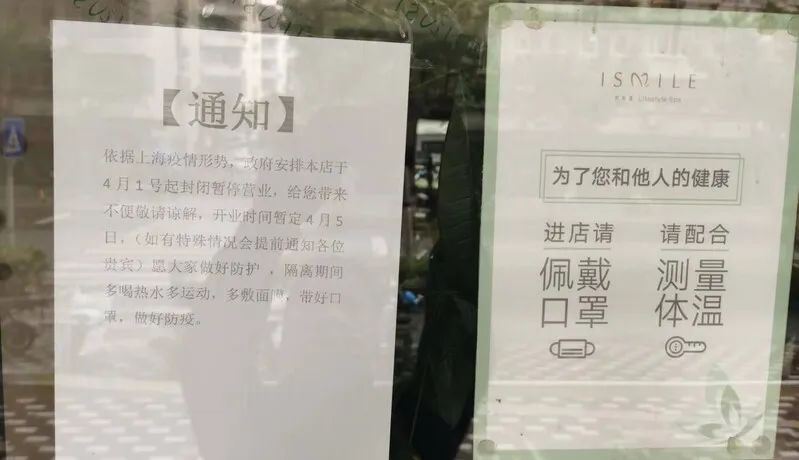 【通知】
依据上海疫情形势，政府安排本店于
4月1号起封闭暂停营业，给您带来
不便敬请谅解，开业时间暂定4月5
日，（如有特殊情况会提前通知各位
贵宾）愿大家做好防护，隔离期间
多喝热水多运动，多敷面膜，带好口
罩，做好防疫。
ISMILE
Lifestyle Spa
为了您和他人的健康
进店请
佩戴
口罩
请配合
测量
体温